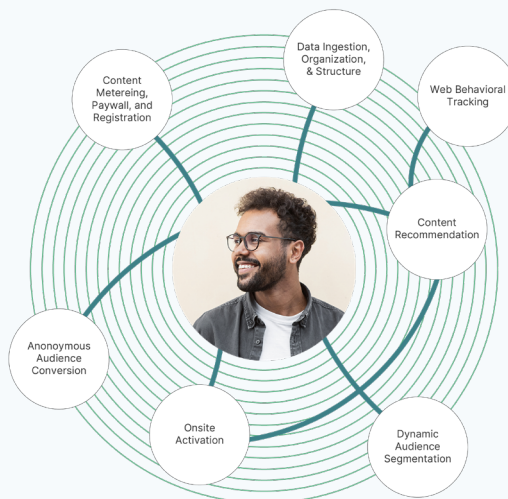 Data Ingestion,
Organization,
& Structure
Content
Metereing,
Paywall, and
Registration
Web Behavioral
Tracking
Content
Recommendation
Anonoymous
Audience
Conversion
Onsite
Activation
Dynamic
Audience
Segmentation